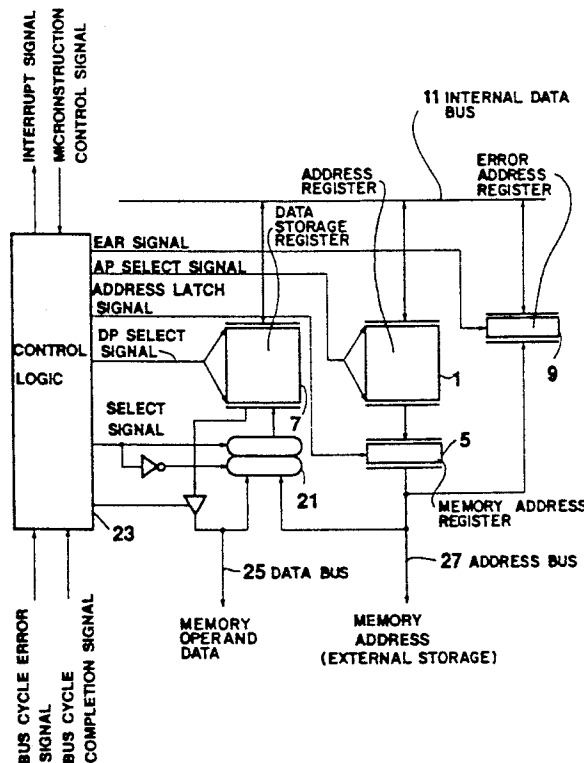 INTERRUPT SIGNAL
MICROINSTRUCTION
CONTROL SIGNAL
11 INTERNAL DATA
BUS
ADDRESS
REGISTER
ERROR
ADDRESS
REGISTER
DATA
STORAGE
REGISTER
EAR SIGNAL
AP SELECT SIGNAL
ADDRESS LATCH
SIGNAL
CONTROL
LOGIC
DP SELECT
SIGNAL
SELECT
SIGNAL
7
1
9
5
21
MEMORY ADDRESS
REGISTER
23
25 DATA BUS
27 ADDRESS BUS
MEMORY
OPERAND
DATA
MEMORY
ADDRESS
(EXTERNAL STORAGE)
BUS CYCLE ERROR
SIGNAL
BUS CYCLE
COMPLETION SIGNAL